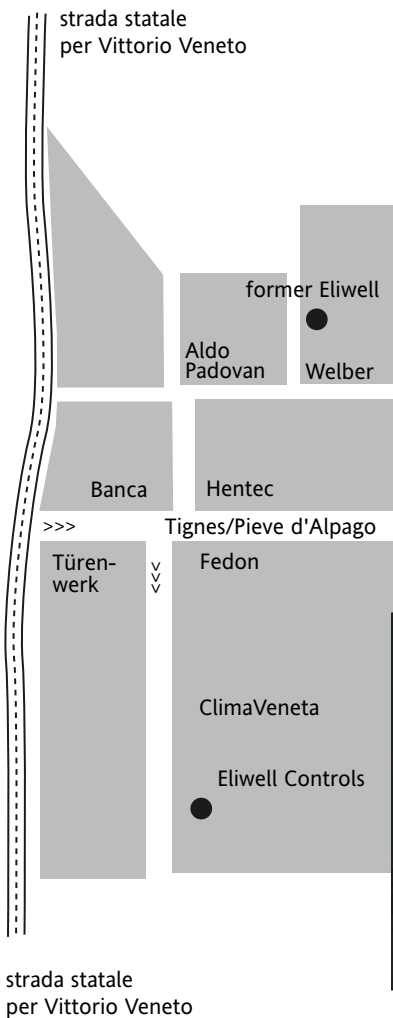 strada statale
per Vittorio Veneto
former Eliwell
Aldo
Padovan
Welber
Banca
Hentec
>>> Tignes/Pieve d'Alpago
Türen-
werk
>>>
Fedon
ClimaVeneta
Eliwell Controls
strada statale
per Vittorio Veneto